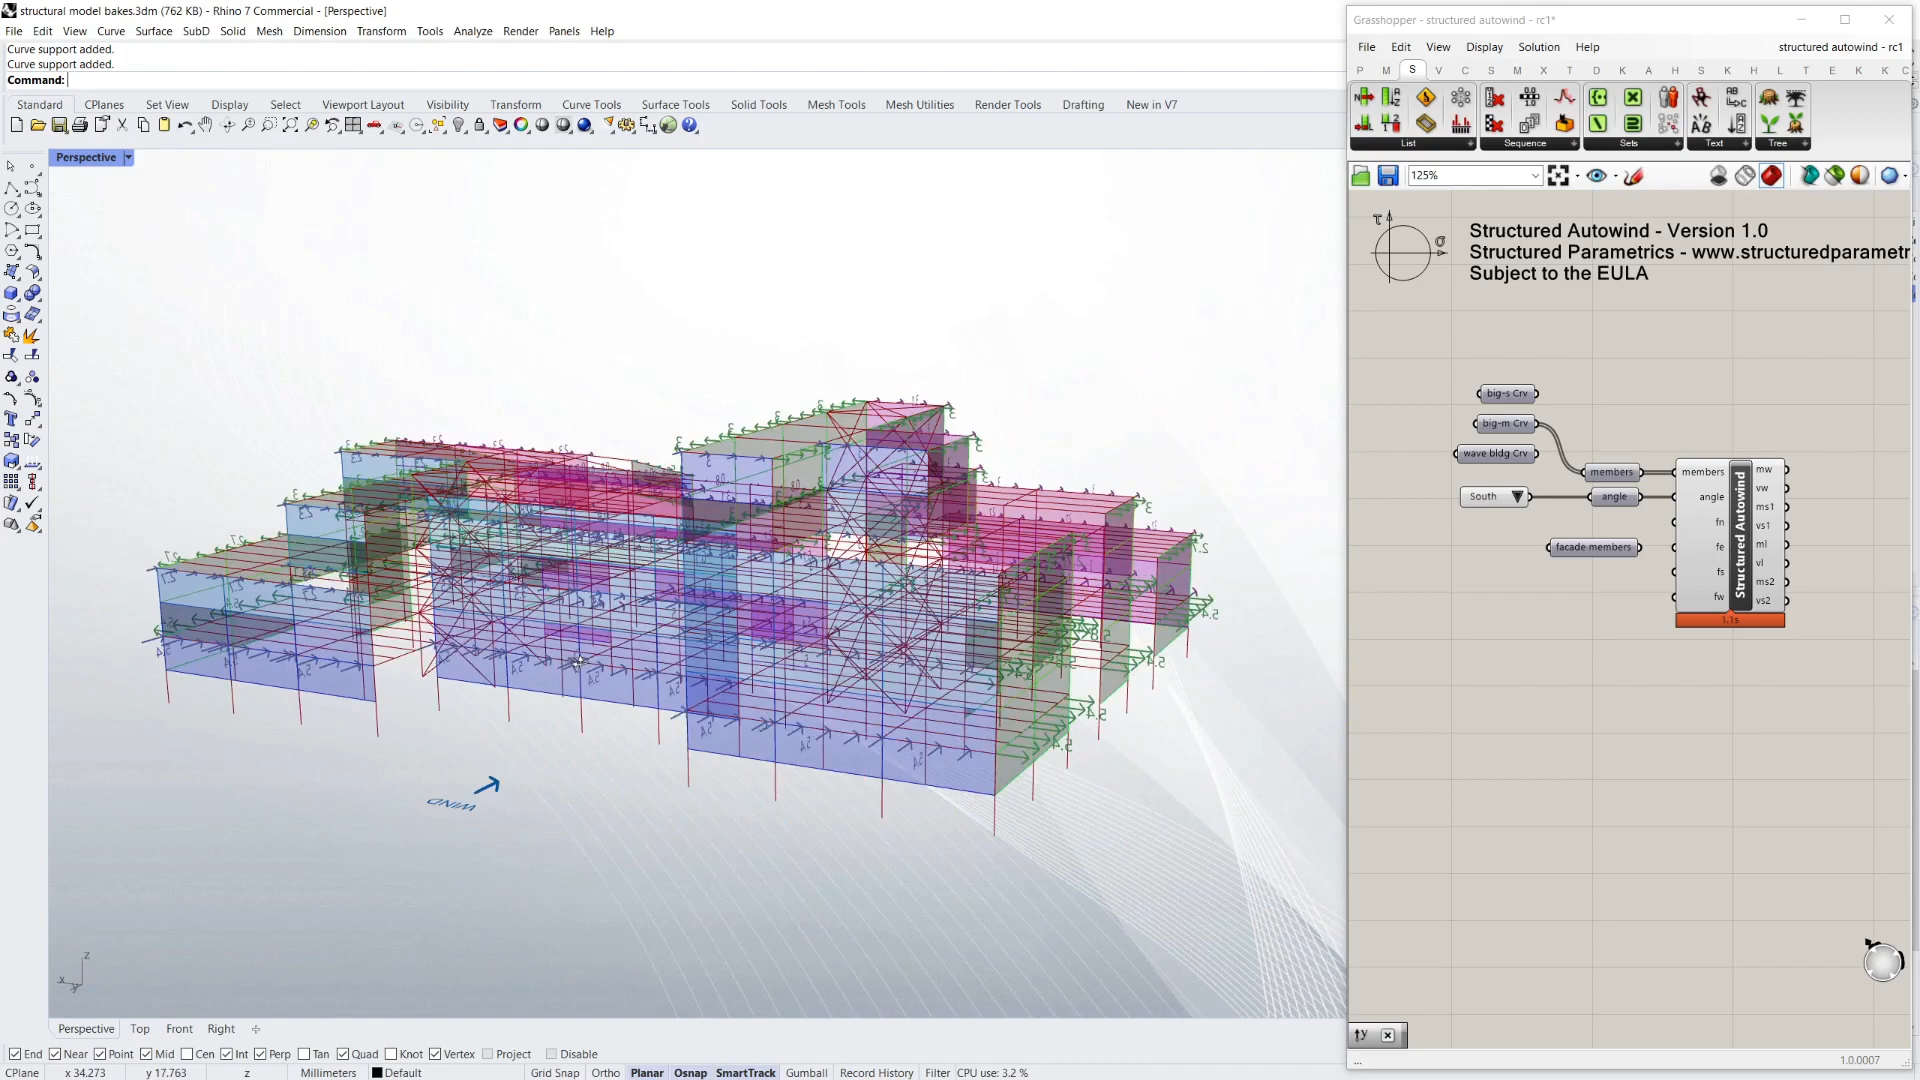 structural model bakes.3dm (762 KB) - Rhino 7 Commercial - [Perspective]
File Edit View Curve Surface SubD Solid Mesh Dimension Transform Tools Analyze Render Panels Help
Curve support added.
Curve support added.
Command:
Standard CPlanes Set View Display Select Viewport Layout Visibility Transform Curve Tools Surface Tools Solid Tools Mesh Tools Mesh Utilities Render Tools Drafting New in V7
Perspective
WIND
z
x
y
Perspective Top Front Right
End Near Point Mid Cen Int Perp Tan Quad Knot Vertex Project Disable
CPlane x 34.273 y 17.763 z Millimeters Default Grid Snap Ortho Planar Osnap SmartTrack Gumball Record History Filter CPU use: 3.2 %
Grasshopper - structured autowind - rc1*
File Edit View Display Solution Help structured autowind - rc1
P M S V C S M X T D K A H S K H L T E K K C
List Sequence Sets Text Tree
125%
τ
σ
Structured Autowind - Version 1.0
Structured Parametrics - www.structuredparametr
Subject to the EULA
big-s Crv
big-m Crv
wave bldg Crv
members
South
angle
facade members
members
angle
fn
fe
fs
fw
Structured Autowind
mw
vw
ms1
vs1
ml
vl
ms2
vs2
1.1s
...
1.0.0007